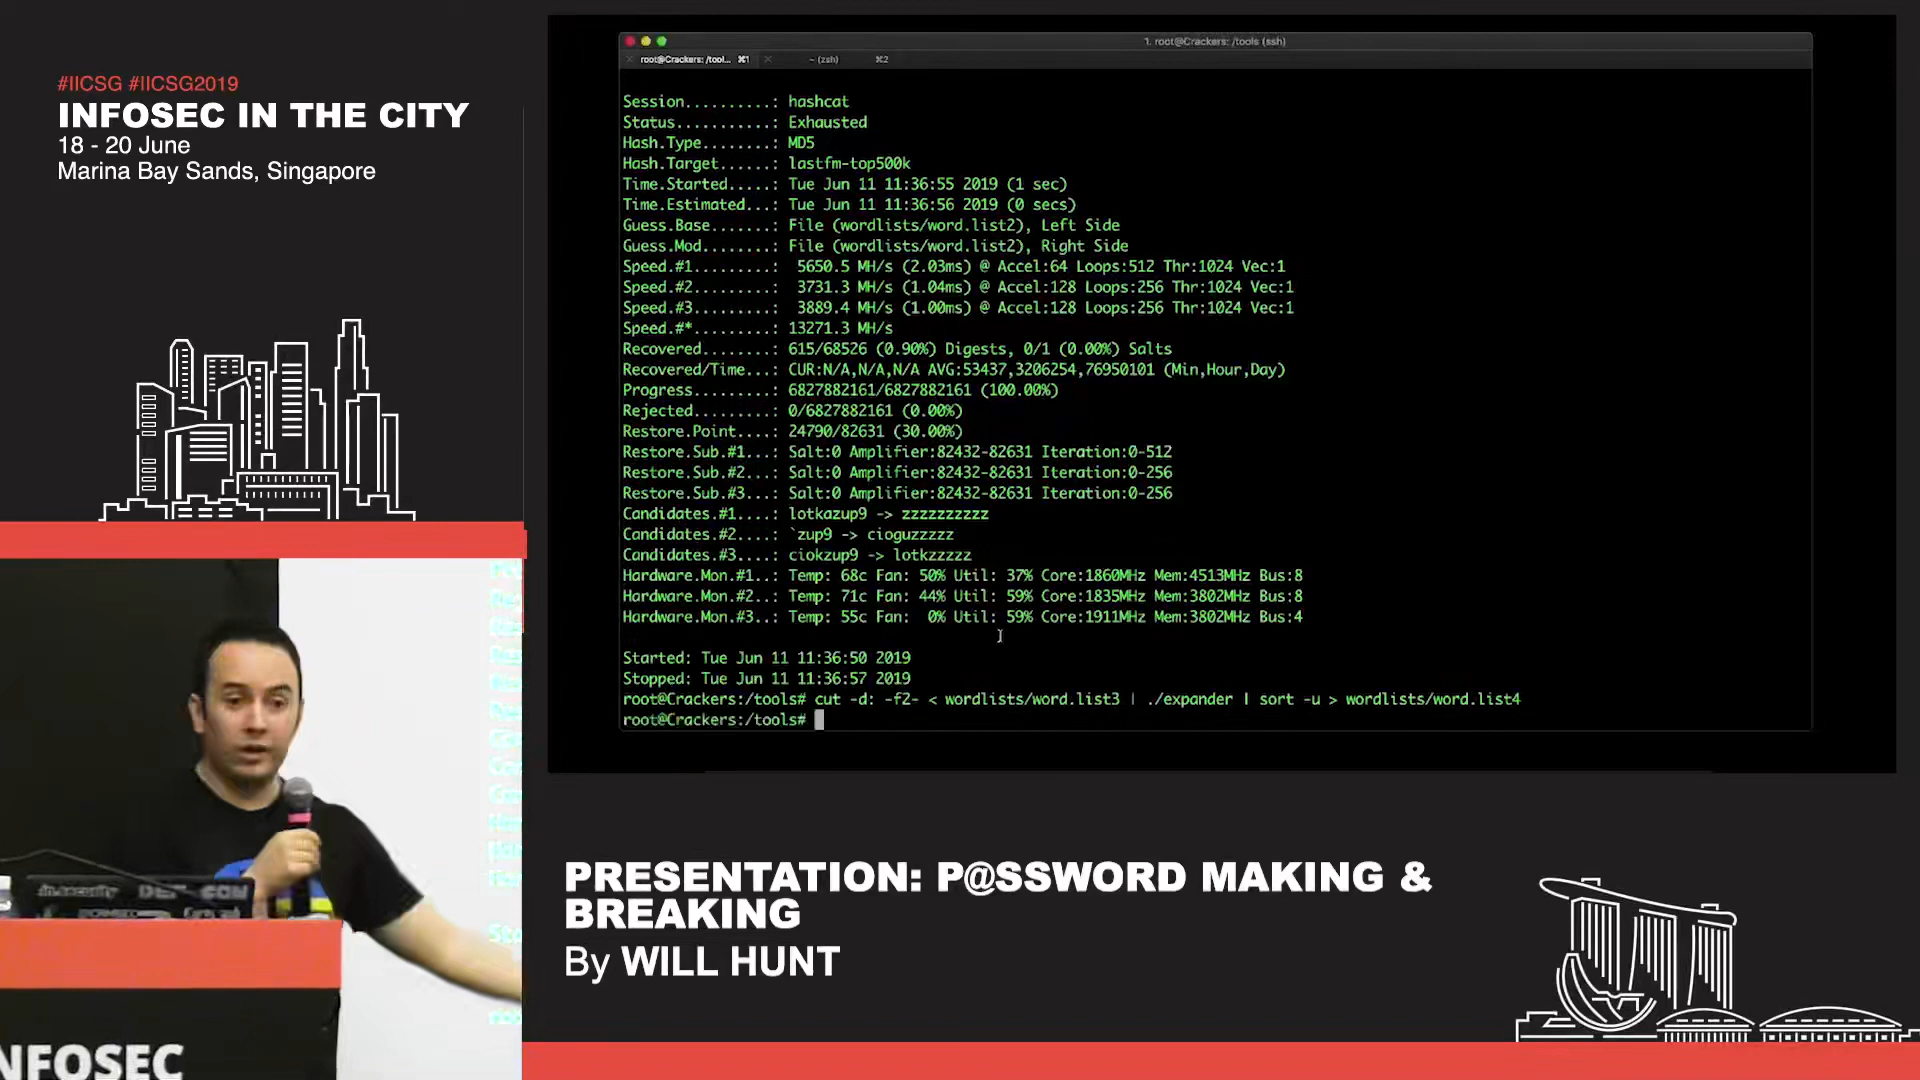 #IICSG #IICSG2019
INFOSEC IN THE CITY
18 - 20 June
Marina Bay Sands, Singapore
1. root@Crackers: /tools (ssh)
root@Crackers: /tool... ⌘1
~ (zsh) ⌘2
Session..........: hashcat
Status...........: Exhausted
Hash.Type........: MD5
Hash.Target......: lastfm-top500k
Time.Started.....: Tue Jun 11 11:36:55 2019 (1 sec)
Time.Estimated...: Tue Jun 11 11:36:56 2019 (0 secs)
Guess.Base.......: File (wordlists/word.list2), Left Side
Guess.Mod........: File (wordlists/word.list2), Right Side
Speed.#1.........:  5650.5 MH/s (2.03ms) @ Accel:64 Loops:512 Thr:1024 Vec:1
Speed.#2.........:  3731.3 MH/s (1.04ms) @ Accel:128 Loops:256 Thr:1024 Vec:1
Speed.#3.........:  3889.4 MH/s (1.00ms) @ Accel:128 Loops:256 Thr:1024 Vec:1
Speed.#*.........: 13271.3 MH/s
Recovered........: 615/68526 (0.90%) Digests, 0/1 (0.00%) Salts
Recovered/Time...: CUR:N/A,N/A,N/A AVG:53437,3206254,76950101 (Min,Hour,Day)
Progress.........: 6827882161/6827882161 (100.00%)
Rejected.........: 0/6827882161 (0.00%)
Restore.Point....: 24790/82631 (30.00%)
Restore.Sub.#1...: Salt:0 Amplifier:82432-82631 Iteration:0-512
Restore.Sub.#2...: Salt:0 Amplifier:82432-82631 Iteration:0-256
Restore.Sub.#3...: Salt:0 Amplifier:82432-82631 Iteration:0-256
Candidates.#1....: lotkazup9 -> zzzzzzzzzz
Candidates.#2....: `zup9 -> cioguzzzzz
Candidates.#3....: ciokzup9 -> lotkzzzzz
Hardware.Mon.#1..: Temp: 68c Fan: 50% Util: 37% Core:1860MHz Mem:4513MHz Bus:8
Hardware.Mon.#2..: Temp: 71c Fan: 44% Util: 59% Core:1835MHz Mem:3802MHz Bus:8
Hardware.Mon.#3..: Temp: 55c Fan:  0% Util: 59% Core:1911MHz Mem:3802MHz Bus:4
Started: Tue Jun 11 11:36:50 2019
Stopped: Tue Jun 11 11:36:57 2019
root@Crackers:/tools# cut -d: -f2- < wordlists/word.list3 | ./expander | sort -u > wordlists/word.list4
root@Crackers:/tools#
in.security DEF CON
NFOSEC
PRESENTATION: P@SSWORD MAKING &
BREAKING
By WILL HUNT